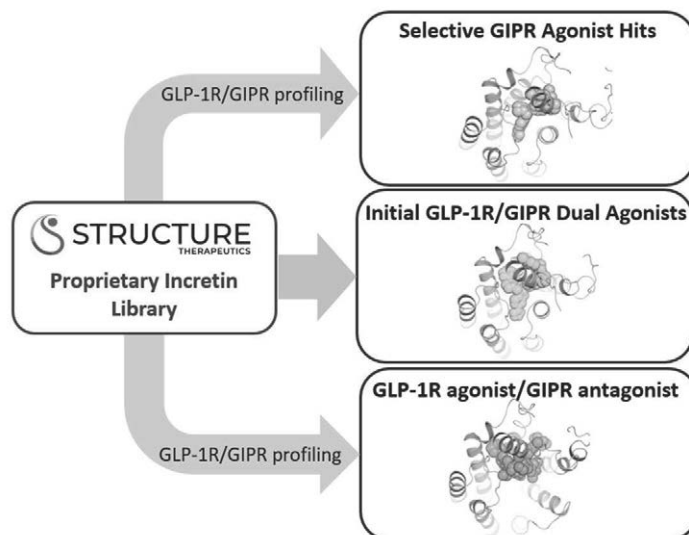 Selective GIPR Agonist Hits
GLP-1R/GIPR profiling
STRUCTURE
THERAPEUTICS
Proprietary Incretin
Library
Initial GLP-1R/GIPR Dual Agonists
GLP-1R agonist/GIPR antagonist
GLP-1R/GIPR profiling